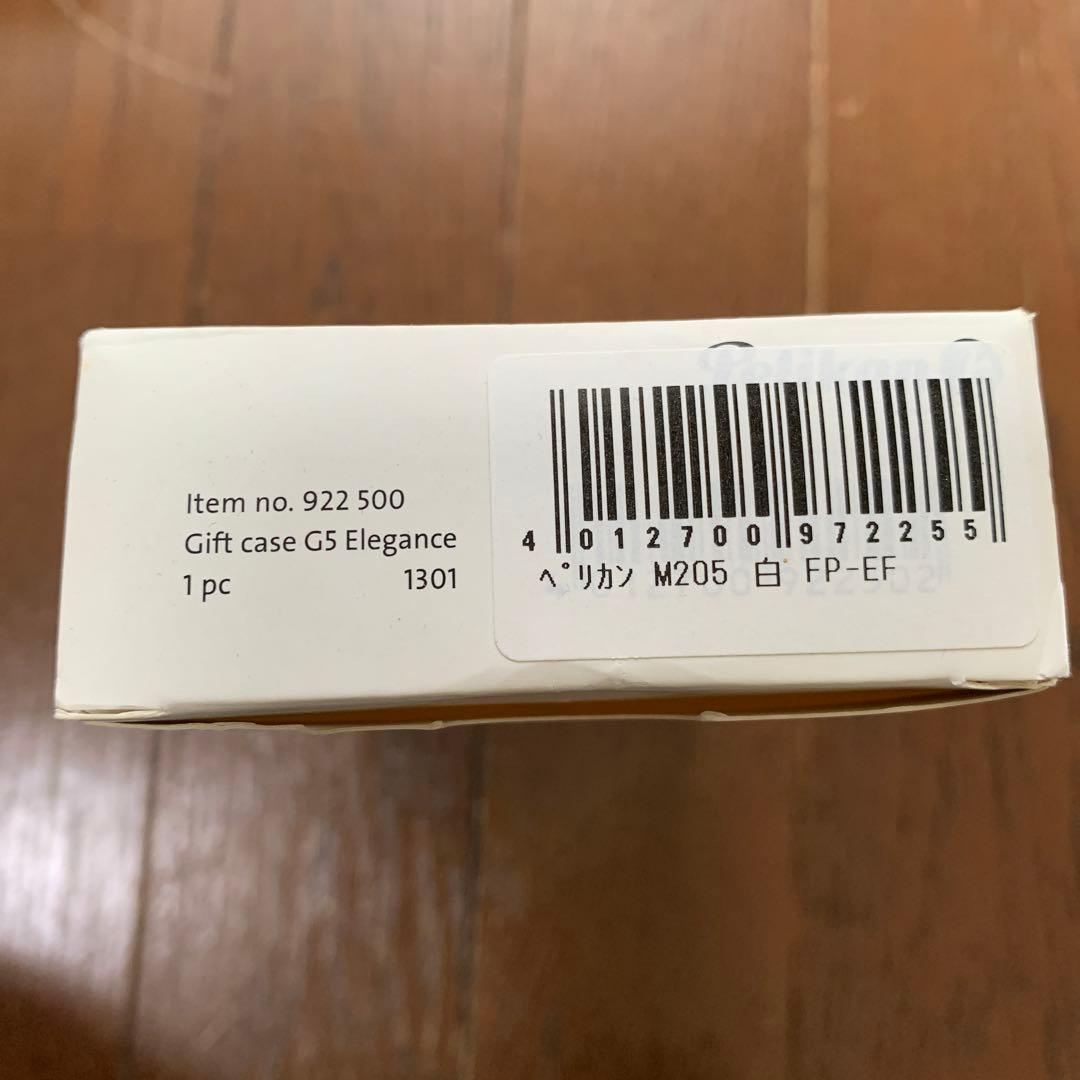 Item no. 922 500
Gift case G5 Elegance
1 pc 1301
Pelikan
4 012700 972255
ﾍﾟﾘｶﾝ M205 白 FP-EF